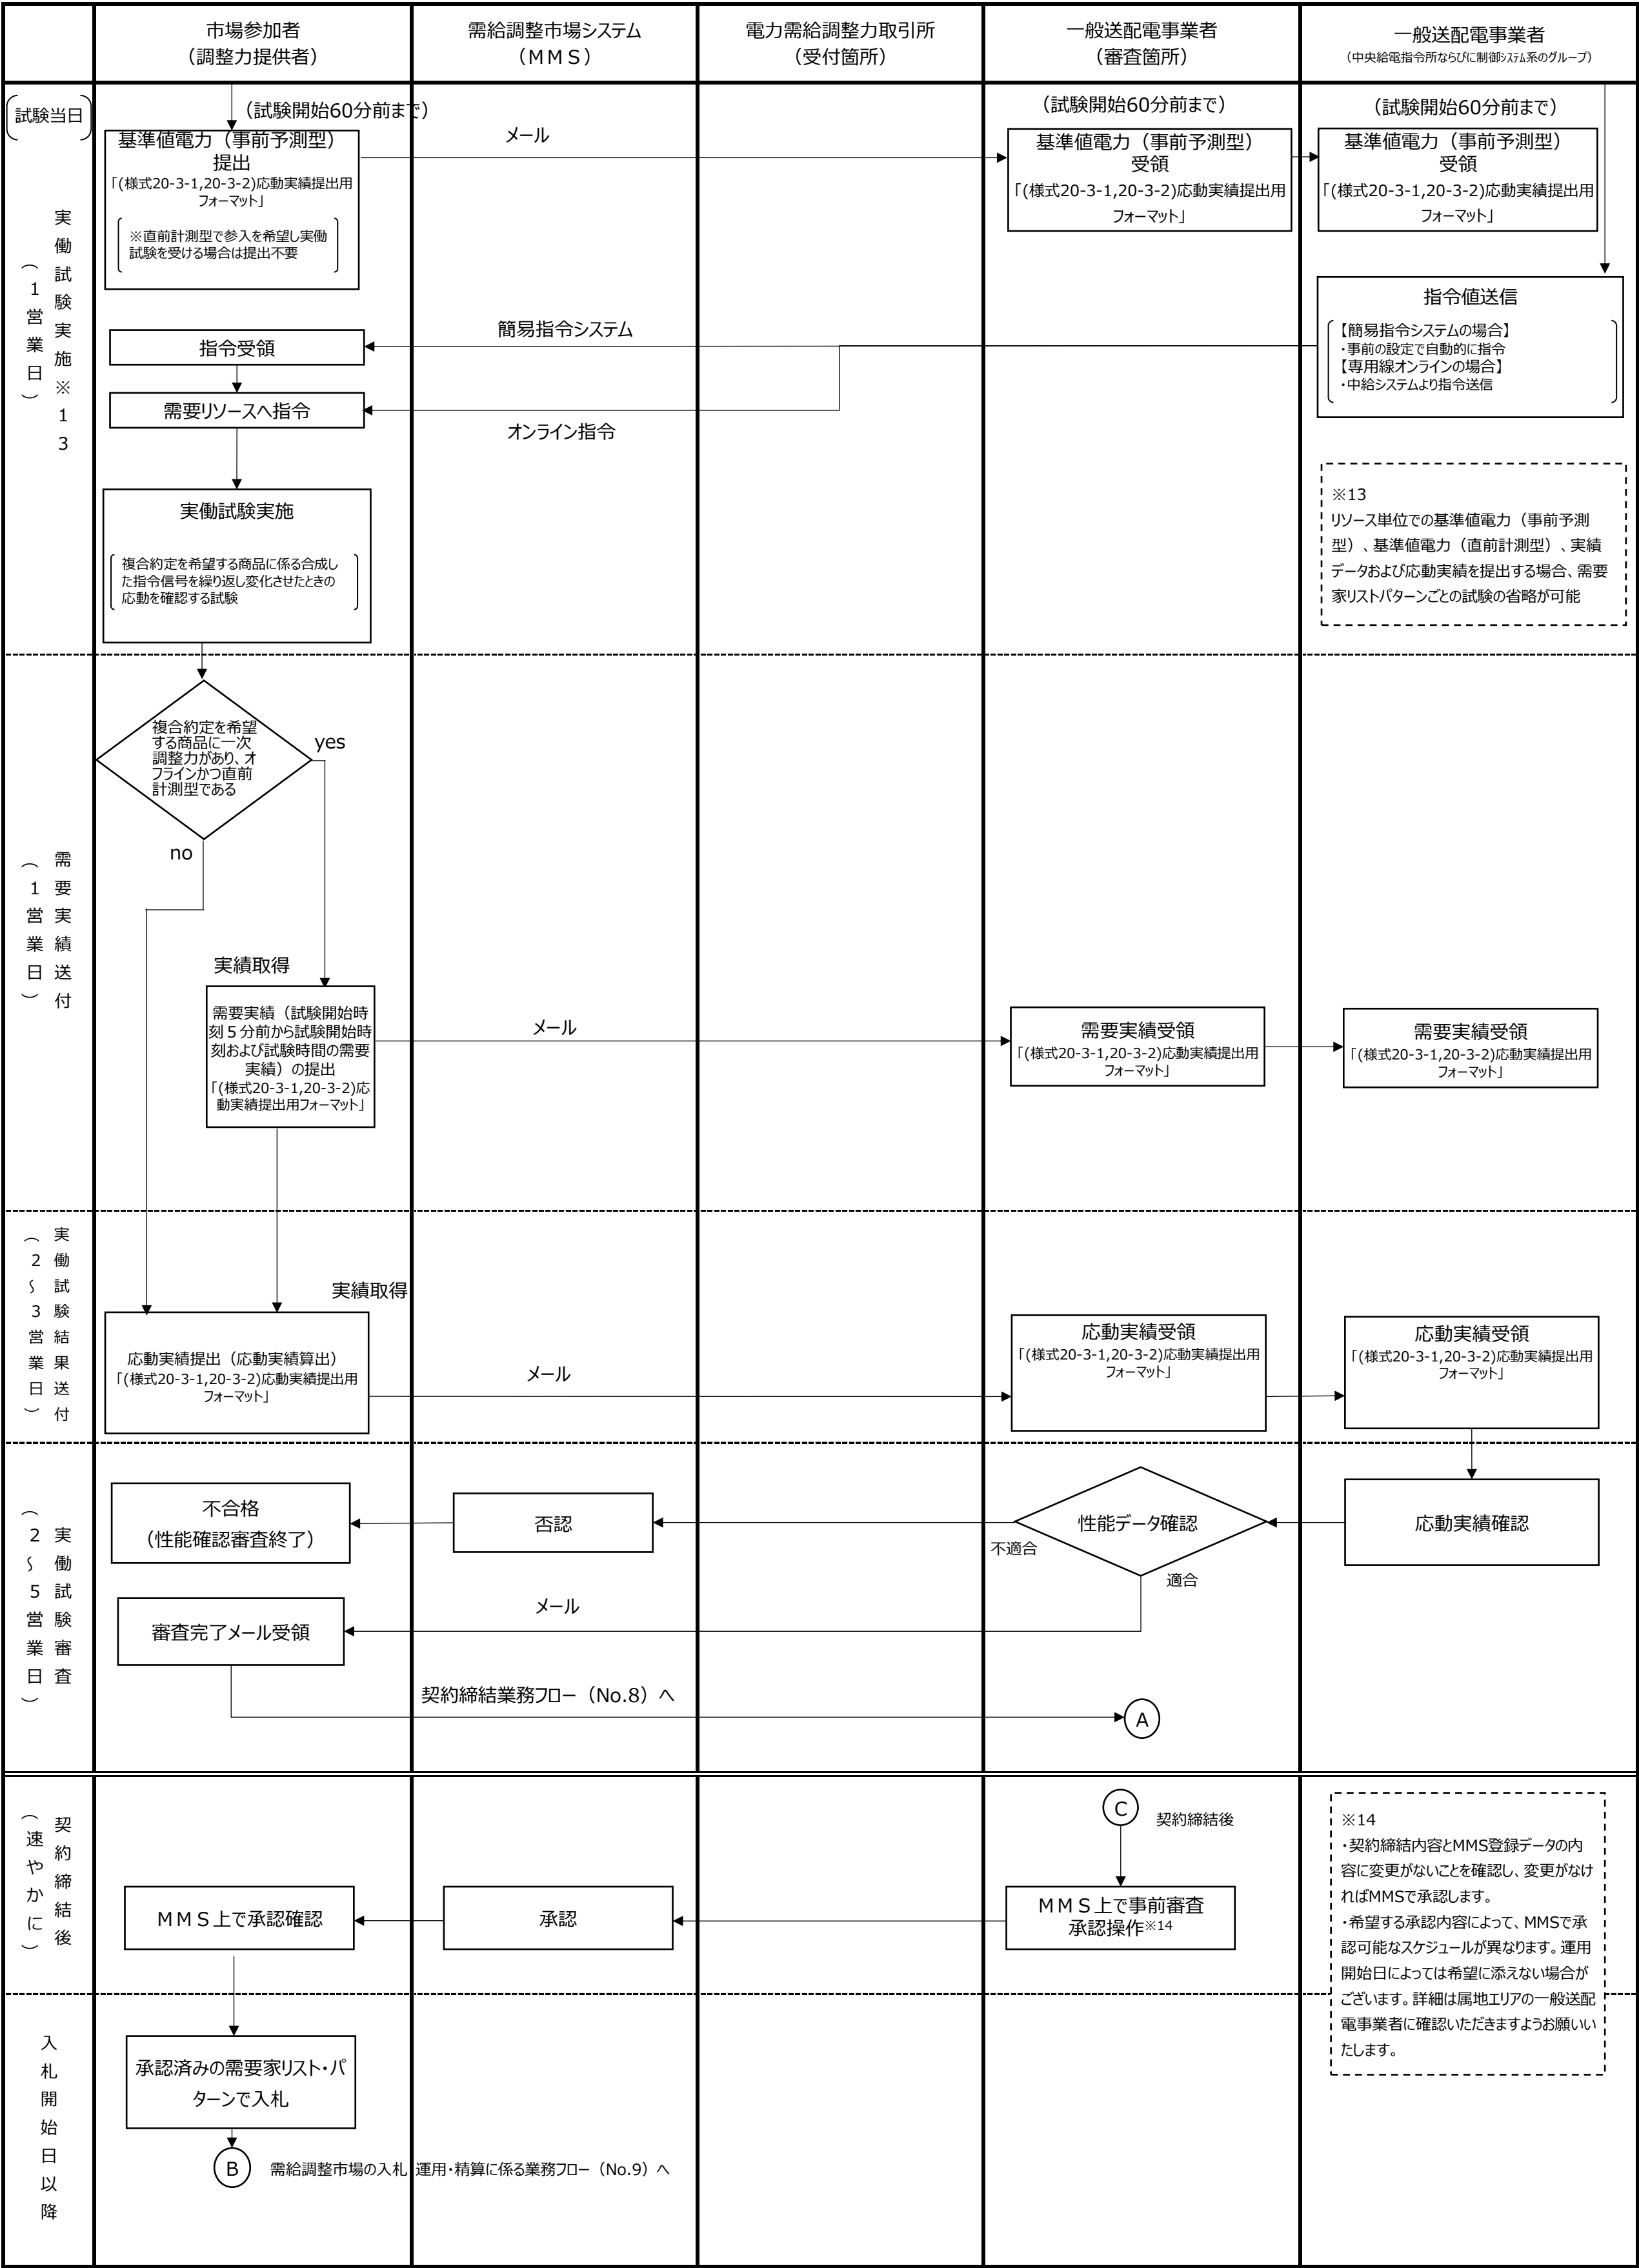 市場参加者
（調整力提供者）
需給調整市場システム
（ＭＭＳ）
電力需給調整力取引所
（受付箇所）
一般送配電事業者
（審査箇所）
一般送配電事業者
（中央給電指令所ならびに制御システム系のグループ）
試験当日
実働試験実施※13
（１営業日）
（試験開始60分前まで）
基準値電力（事前予測型）
提出
「(様式20-3-1,20-3-2)応動実績提出用
フォーマット」
※直前計測型で参入を希望し実働
試験を受ける場合は提出不要
メール
（試験開始60分前まで）
基準値電力（事前予測型）
受領
「(様式20-3-1,20-3-2)応動実績提出用
フォーマット」
（試験開始60分前まで）
基準値電力（事前予測型）
受領
「(様式20-3-1,20-3-2)応動実績提出用
フォーマット」
指令値送信
【簡易指令システムの場合】
・事前の設定で自動的に指令
【専用線オンラインの場合】
・中給システムより指令送信
簡易指令システム
指令受領
需要リソースへ指令
オンライン指令
実働試験実施
複合約定を希望する商品に係る合成し
た指令信号を繰り返し変化させたときの
応動を確認する試験
※13
リソース単位での基準値電力（事前予測
型）、基準値電力（直前計測型）、実績
データおよび応動実績を提出する場合、需要
家リストパターンごとの試験の省略が可能
需要実績送付
（１営業日）
複合約定を希望
する商品に一次
調整力があり、オ
フラインかつ直前
計測型である
yes
no
実績取得
需要実績（試験開始時
刻５分前から試験開始時
刻および試験時間の需要
実績）の提出
「(様式20-3-1,20-3-2)応
動実績提出用フォーマット」
メール
需要実績受領
「(様式20-3-1,20-3-2)応動実績提出用
フォーマット」
需要実績受領
「(様式20-3-1,20-3-2)応動実績提出用
フォーマット」
実働試験結果送付
（２～３営業日）
実績取得
応動実績提出（応動実績算出）
「(様式20-3-1,20-3-2)応動実績提出用
フォーマット」
メール
応動実績受領
「(様式20-3-1,20-3-2)応動実績提出用
フォーマット」
応動実績受領
「(様式20-3-1,20-3-2)応動実績提出用
フォーマット」
実働試験審査
（２～５営業日）
不合格
（性能確認審査終了）
否認
性能データ確認
不適合
適合
応動実績確認
メール
審査完了メール受領
契約締結業務フロー（No.8）へ
A
契約締結後
（速やかに）
C
契約締結後
ＭＭＳ上で承認確認
承認
ＭＭＳ上で事前審査
承認操作※14
※14
・契約締結内容とMMS登録データの内
容に変更がないことを確認し、変更がなけ
ればMMSで承認します。
・希望する承認内容によって、MMSで承
認可能なスケジュールが異なります。運用
開始日によっては希望に添えない場合が
ございます。詳細は属地エリアの一般送配
電事業者に確認いただきますようお願いい
たします。
入札開始日以降
承認済みの需要家リスト・パ
ターンで入札
B
需給調整市場の入札 運用・精算に係る業務フロー（No.9）へ